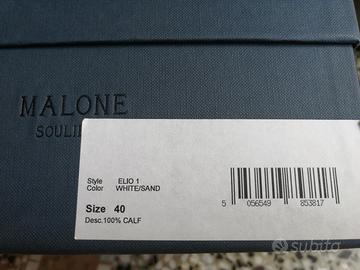 MALONE
SOULI
Style ELIO 1
Color WHITE/SAND
Size 40
Desc.100% CALF
5 056549 853817
subito